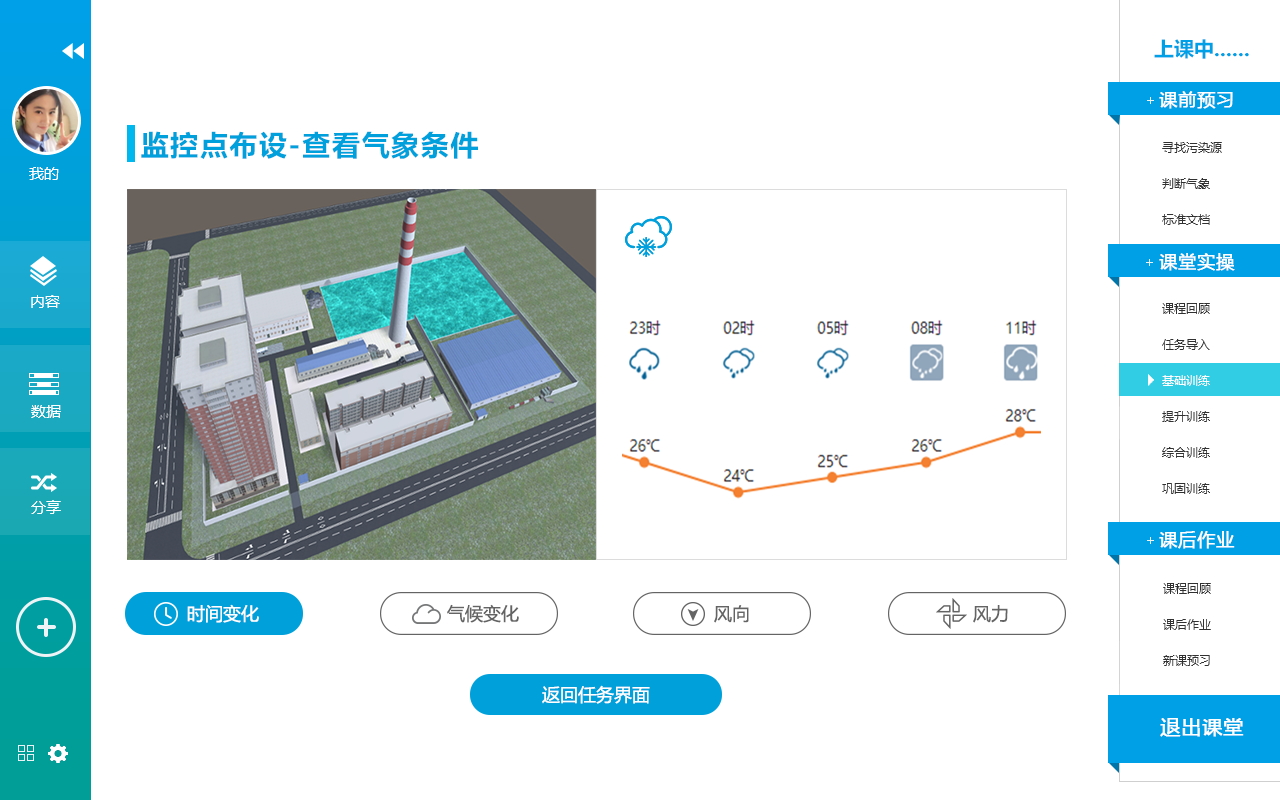 我的
内容
数据
分享
监控点布设-查看气象条件
23时
02时
05时
08时
11时
26℃
24℃
25℃
26℃
28℃
时间变化
气候变化
风向
风力
返回任务界面
上课中......
+ 课前预习
寻找污染源
判断气象
标准文档
+ 课堂实操
课程回顾
任务导入
基础训练
提升训练
综合训练
巩固训练
+ 课后作业
课程回顾
课后作业
新课预习
退出课堂